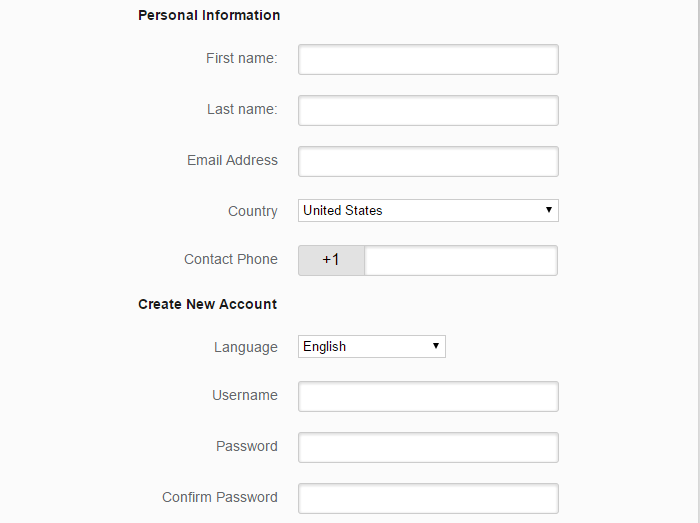 Personal Information
First name:
Last name:
Email Address
Country United States
Contact Phone +1
Create New Account
Language English
Username
Password
Confirm Password